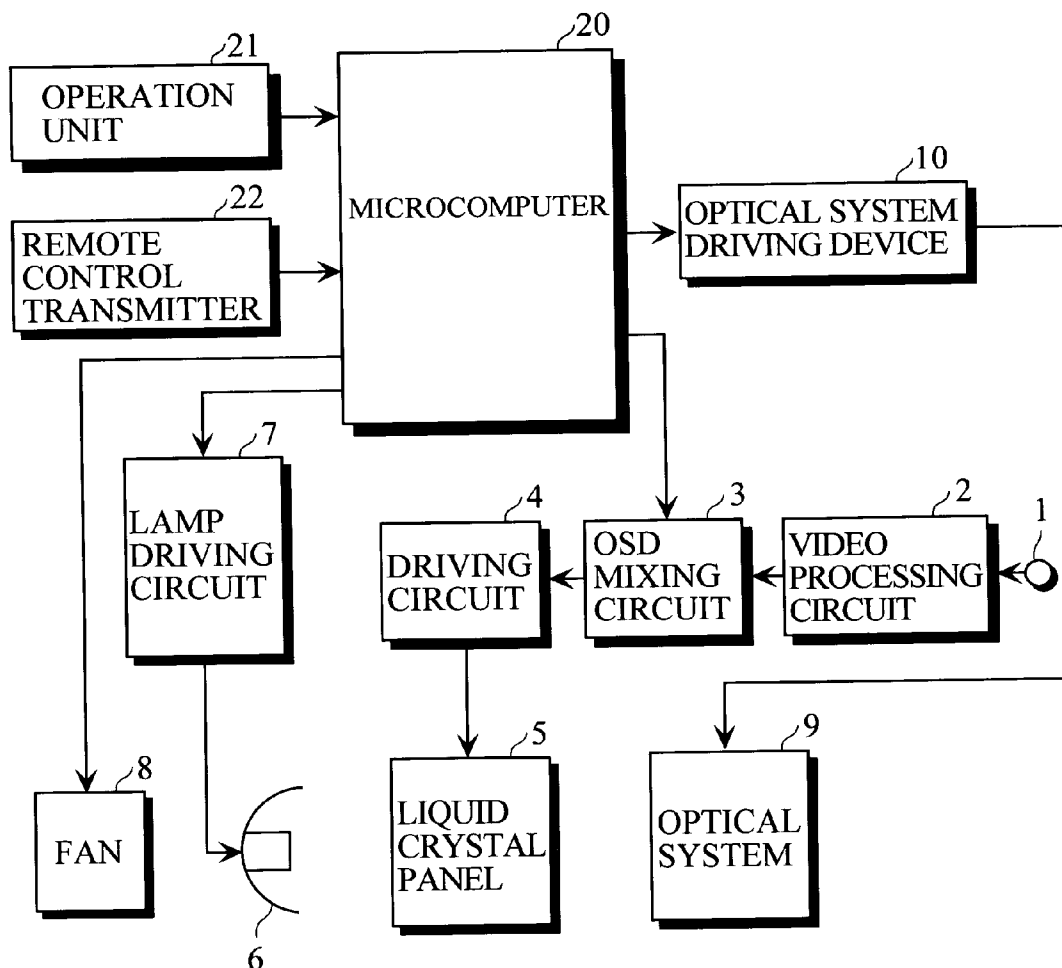 20
21
OPERATION
UNIT
MICROCOMPUTER
10
OPTICAL SYSTEM
DRIVING DEVICE
22
REMOTE
CONTROL
TRANSMITTER
7
LAMP
DRIVING
CIRCUIT
4
DRIVING
CIRCUIT
3
OSD
MIXING
CIRCUIT
2
VIDEO
PROCESSING
CIRCUIT
1
8
FAN
6
5
LIQUID
CRYSTAL
PANEL
9
OPTICAL
SYSTEM